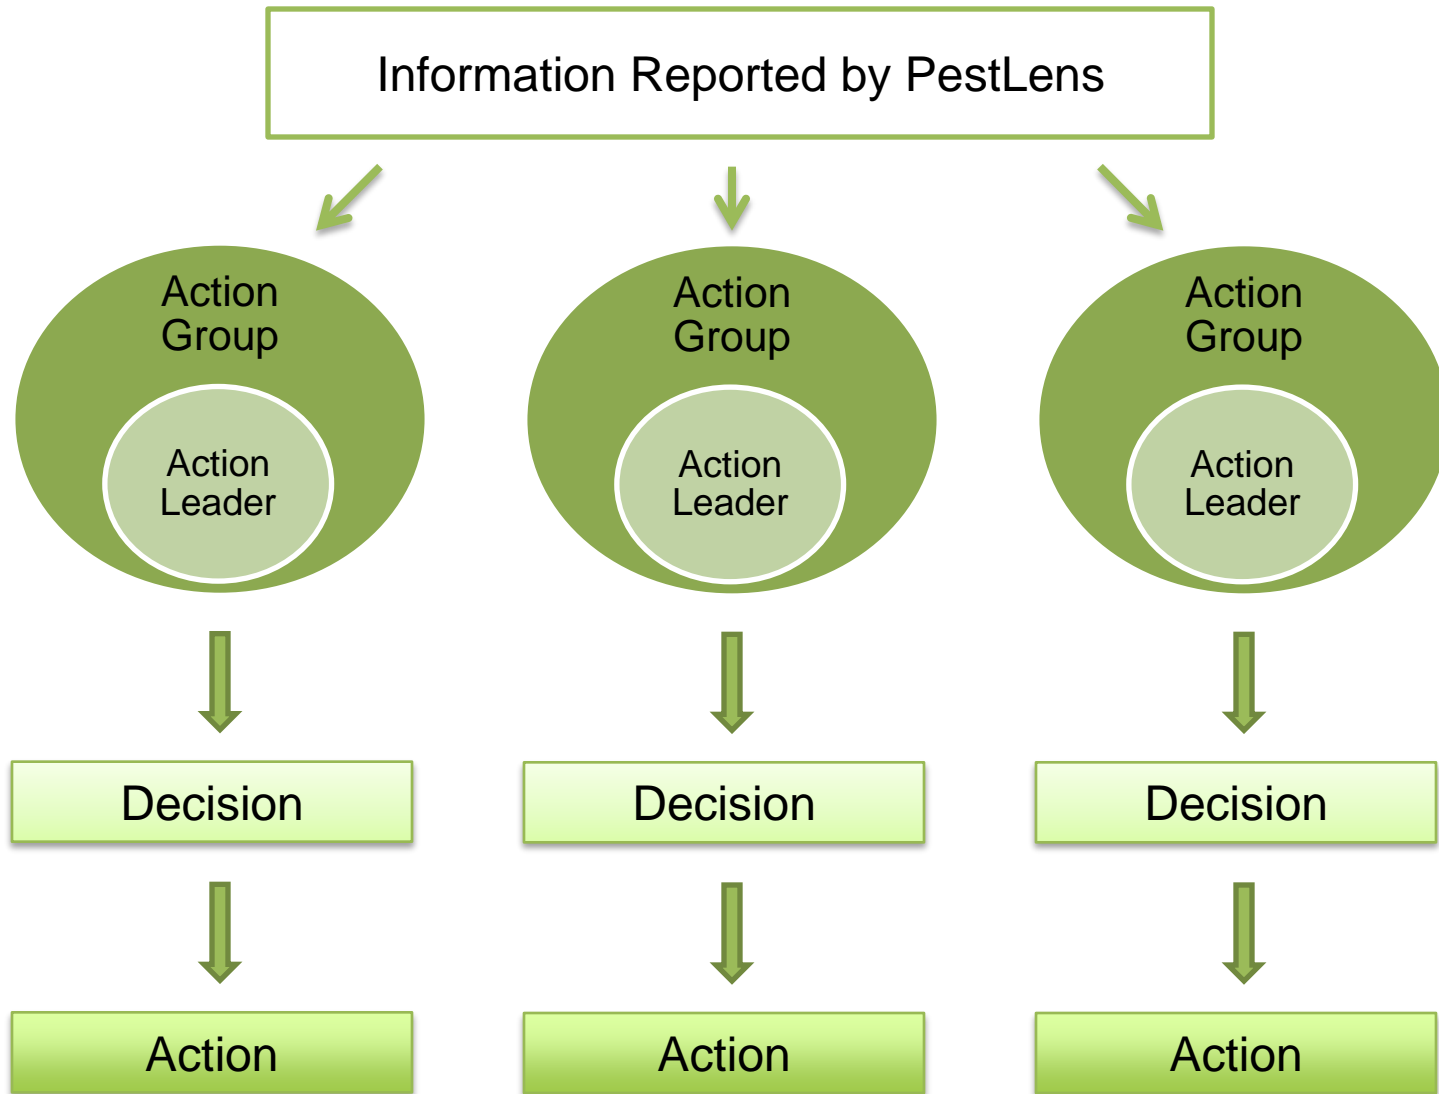 Information Reported by PestLens
Action
Group
Action
Leader
Action
Group
Action
Leader
Action
Group
Action
Leader
Decision
Decision
Decision
Action
Action
Action